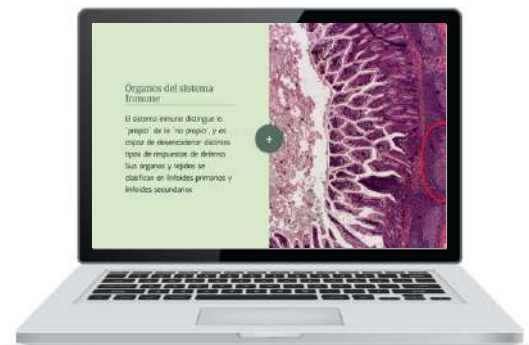 Órganos del sistema
Inmune
El sistema inmune distingue lo
"propio" de lo "no propio", y es
capaz de desencadenar distintos
tipos de respuestas de defensa.
Sus órganos y tejidos se
clasifican en linfoides primarios y
linfoides secundarios
+